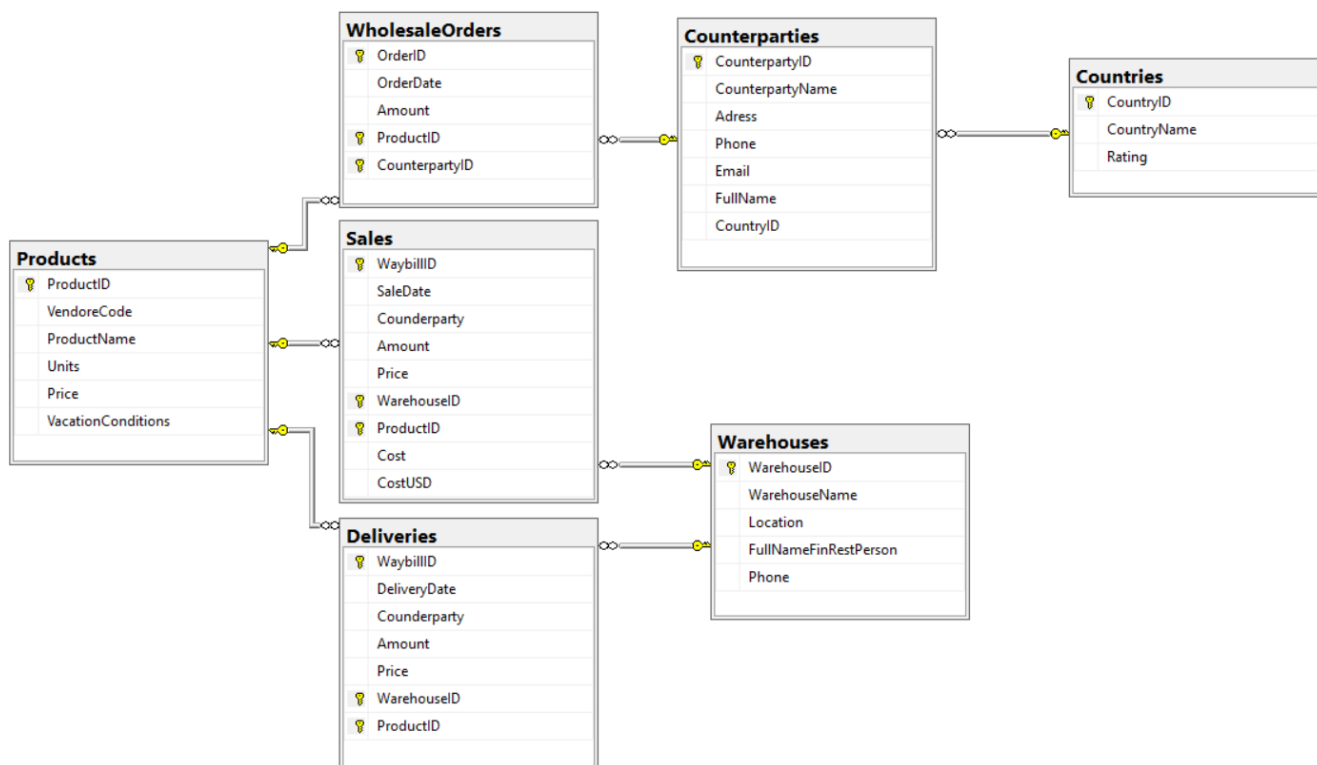 WholesaleOrders
OrderID
OrderDate
Amount
ProductID
CounterpartyID
Counterparties
CounterpartyID
CounterpartyName
Adress
Phone
Email
FullName
CountryID
Countries
CountryID
CountryName
Rating
Products
ProductID
VendoreCode
ProductName
Units
Price
VacationConditions
Sales
WaybillID
SaleDate
Counderparty
Amount
Price
WarehouseID
ProductID
Cost
CostUSD
Warehouses
WarehouseID
WarehouseName
Location
FullNameFinRestPerson
Phone
Deliveries
WaybillID
DeliveryDate
Counderparty
Amount
Price
WarehouseID
ProductID